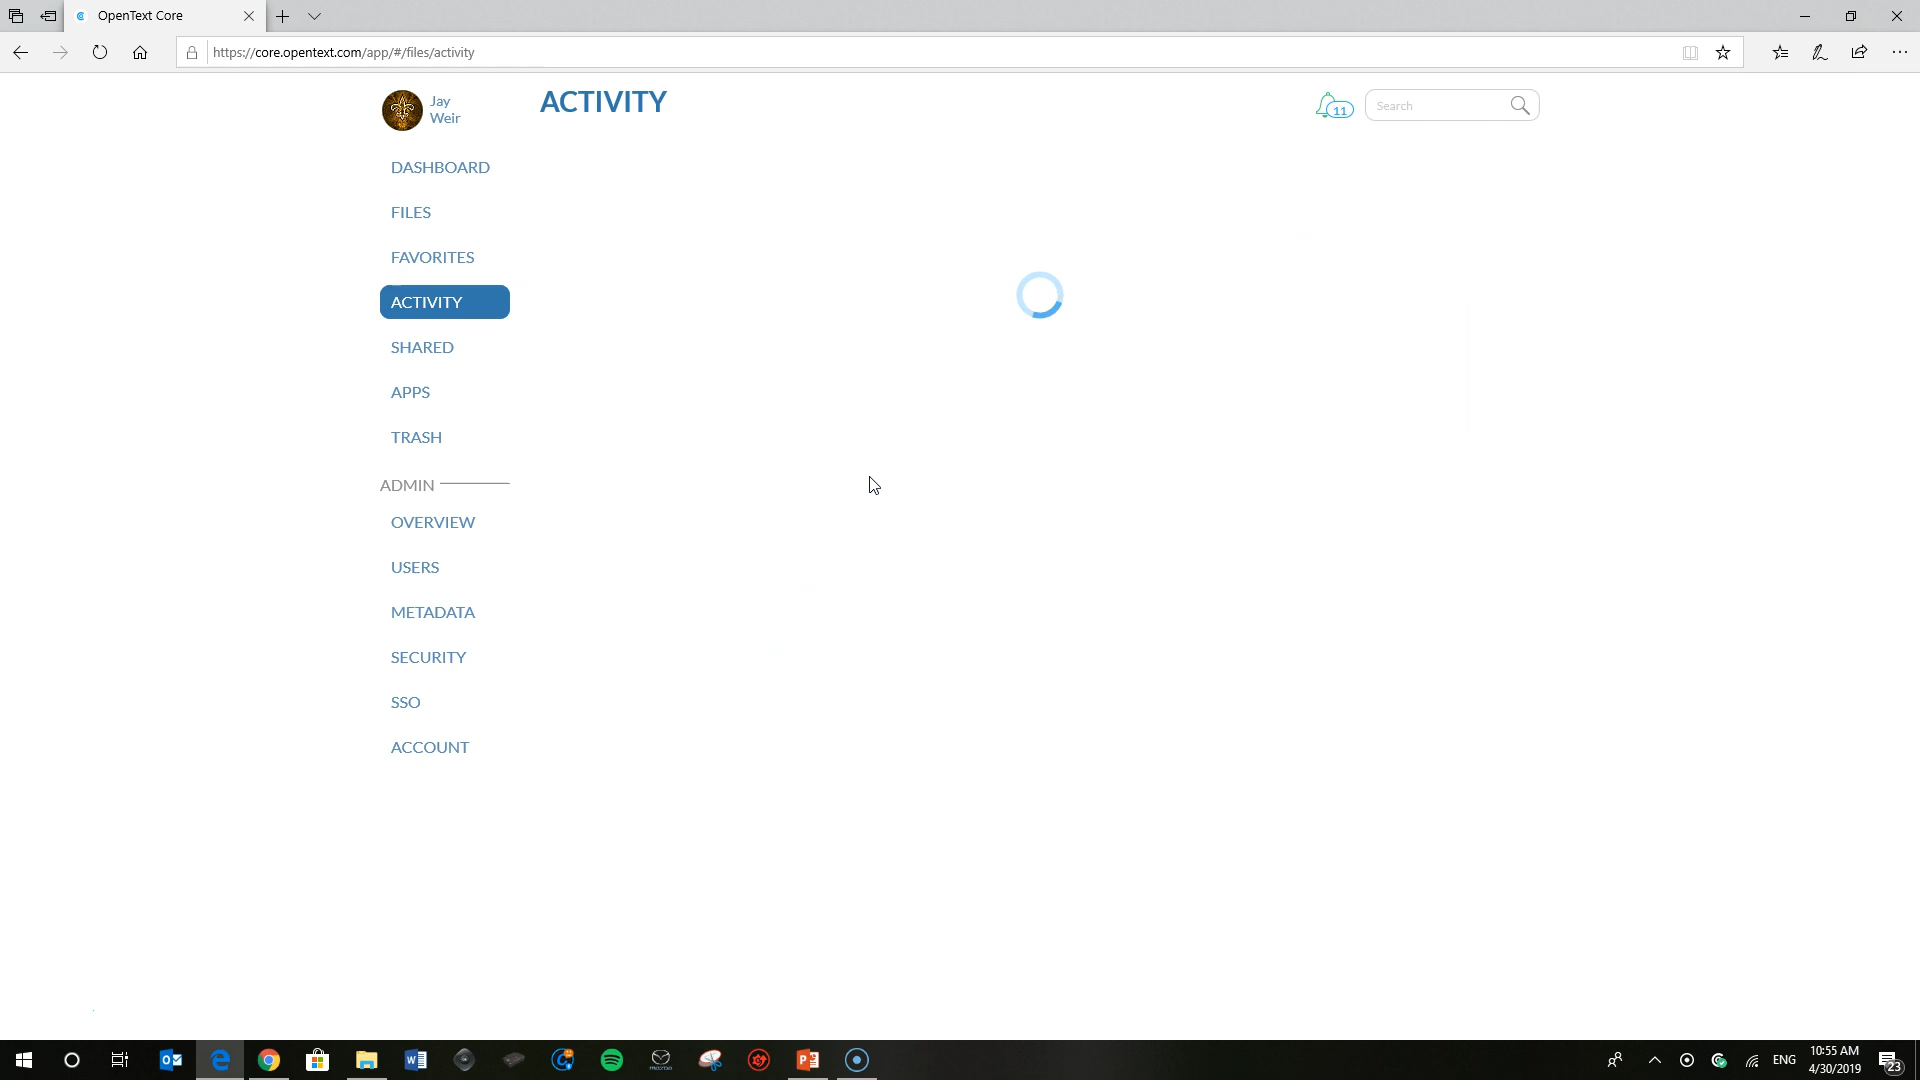 OpenText Core
https://core.opentext.com/app/#/files/activity
Jay
Weir
ACTIVITY
11
Search
DASHBOARD
FILES
FAVORITES
ACTIVITY
SHARED
APPS
TRASH
ADMIN
OVERVIEW
USERS
METADATA
SECURITY
SSO
ACCOUNT
ENG
10:55 AM
4/30/2019
23